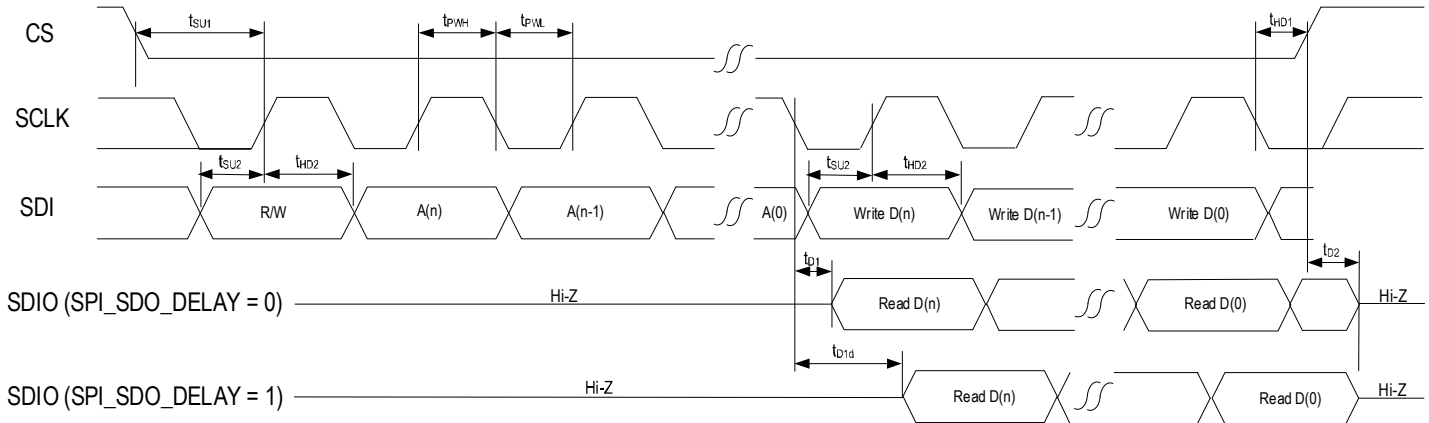 CS tSU1 tPWH tPWL tHD1
SCLK
tSU2 tHD2 tSU2 tHD2
SDI R/W A(n) A(n-1) A(0) Write D(n) Write D(n-1) Write D(0)
tD1 tD2
SDIO (SPI_SDO_DELAY = 0) Hi-Z Read D(n) Read D(0) Hi-Z
tD1d
SDIO (SPI_SDO_DELAY = 1) Hi-Z Read D(n) Read D(0) Hi-Z